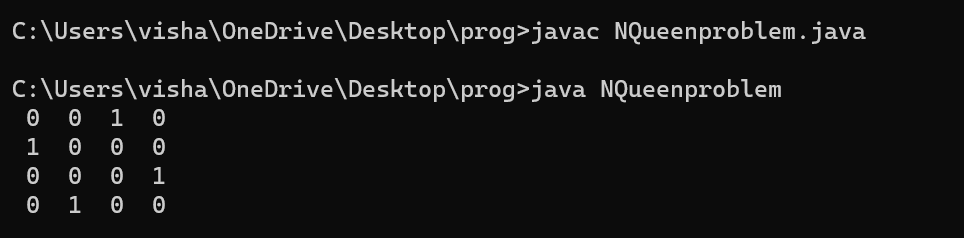 C:\Users\visha\OneDrive\Desktop\prog>javac NQueenproblem.java
C:\Users\visha\OneDrive\Desktop\prog>java NQueenproblem
0 0 1 0
1 0 0 0
0 0 0 1
0 1 0 0